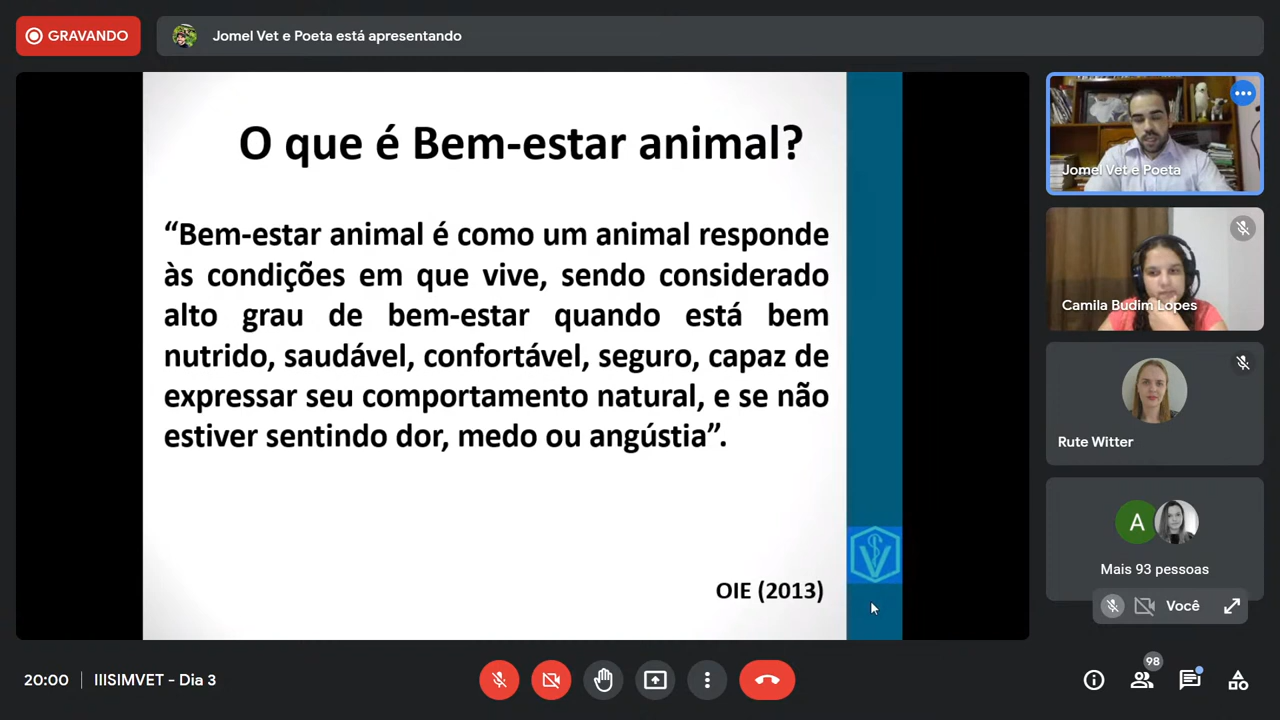 GRAVANDO
Jomel Vet e Poeta está apresentando
O que é Bem-estar animal?
“Bem-estar animal é como um animal responde
às condições em que vive, sendo considerado
alto grau de bem-estar quando está bem
nutrido, saudável, confortável, seguro, capaz de
expressar seu comportamento natural, e se não
estiver sentindo dor, medo ou angústia”.
OIE (2013)
V
Jomel Vet e Poeta
Camila Budim Lopes
Rute Witter
A
Mais 93 pessoas
Você
20:00
IIISIMVET - Dia 3
98